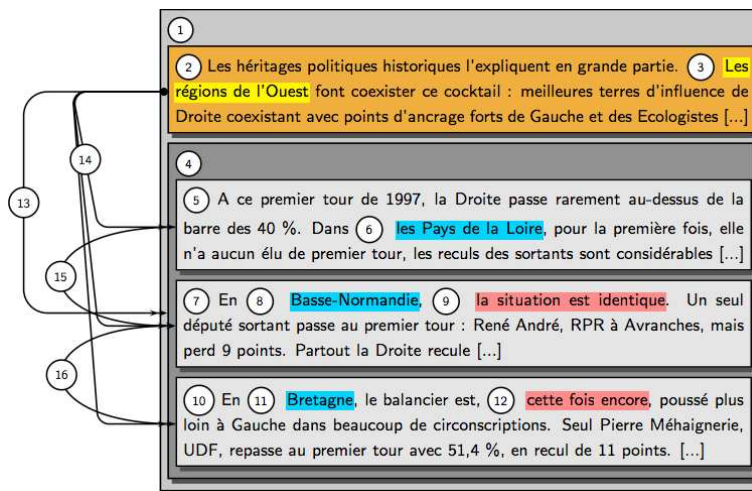 1
2 Les héritages politiques historiques l'expliquent en grande partie. 3 Les
régions de l'Ouest font coexister ce cocktail : meilleures terres d'influence de
Droite coexistant avec points d'ancrage forts de Gauche et des Ecologistes [...]
4
14
5 A ce premier tour de 1997, la Droite passe rarement au-dessus de la
13
barre des 40 %. Dans 6 les Pays de la Loire, pour la première fois, elle
n'a aucun élu de premier tour, les reculs des sortants sont considérables [...]
15
7 En 8 Basse-Normandie, 9 la situation est identique. Un seul
député sortant passe au premier tour : René André, RPR à Avranches, mais
perd 9 points. Partout la Droite recule [...]
16
10 En 11 Bretagne, le balancier est, 12 cette fois encore, poussé plus
loin à Gauche dans beaucoup de circonscriptions. Seul Pierre Méhaignerie,
UDF, repasse au premier tour avec 51,4 %, en recul de 11 points. [...]